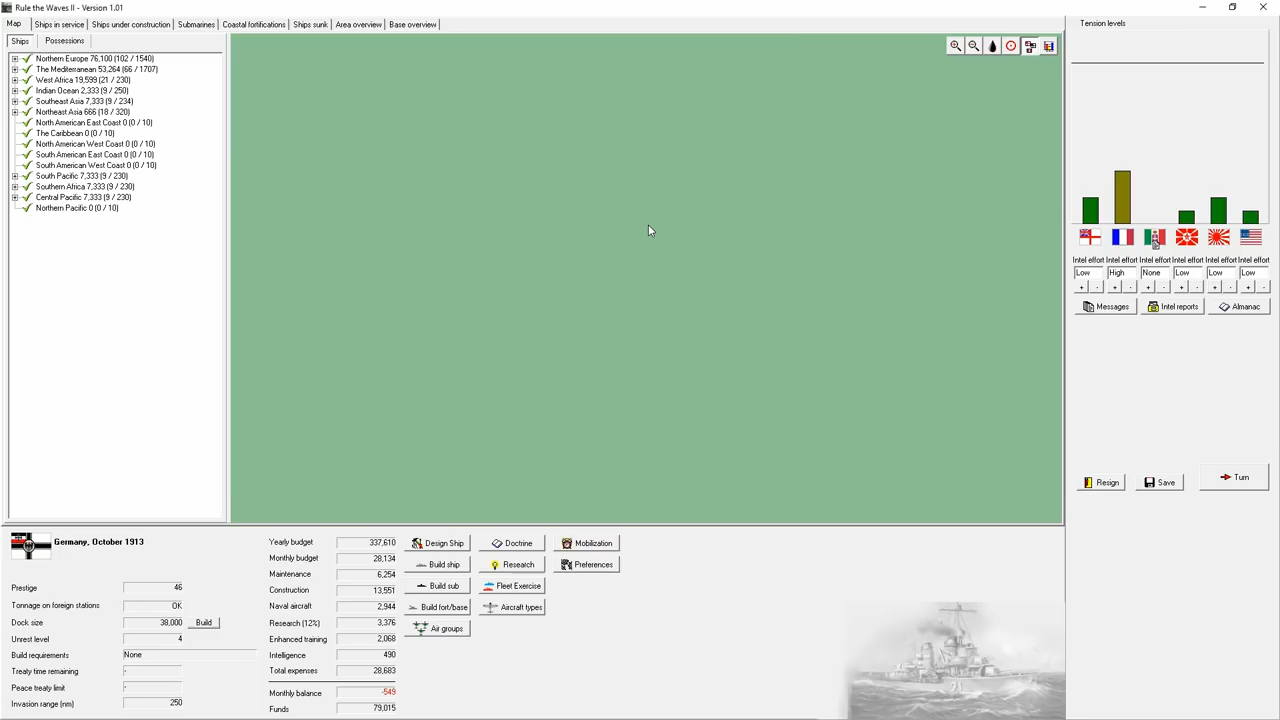 Rule the Waves II - Version 1.01
Map Ships in service Ships under construction Submarines Coastal fortifications Ships sunk Area overview Base overview
Ships Possessions
Northern Europe 76,100 (102 / 1540)
The Mediterranean 53,264 (66 / 1707)
West Africa 19,599 (21 / 230)
Indian Ocean 2,333 (9 / 250)
Southeast Asia 7,333 (9 / 234)
Northeast Asia 666 (18 / 320)
North American East Coast 0 (0 / 10)
The Caribbean 0 (0 / 10)
North American West Coast 0 (0 / 10)
South American East Coast 0 (0 / 10)
South American West Coast 0 (0 / 10)
South Pacific 7,333 (9 / 230)
Southern Africa 7,333 (9 / 230)
Central Pacific 7,333 (9 / 230)
Northern Pacific 0 (0 / 10)
Tension levels
Intel effort Intel effort Intel effort Intel effort Intel effort Intel effort
Low High None Low Low Low
+ - + - + - + - + - + -
Messages Intel reports Almanac
Resign Save Turn
Germany, October 1913
Prestige 46
Tonnage on foreign stations OK
Dock size 38,000 Build
Unrest level 4
Build requirements None
Treaty time remaining -
Peace treaty limit -
Invasion range (nm) 250
Yearly budget 337,610
Monthly budget 28,134
Maintenance 6,254
Construction 13,551
Naval aircraft 2,944
Research (12%) 3,376
Enhanced training 2,068
Intelligence 490
Total expenses 28,683
Monthly balance -549
Funds 79,015
Design Ship Doctrine Mobilization
Build ship Research Preferences
Build sub Fleet Exercise
Build fort/base Aircraft types
Air groups